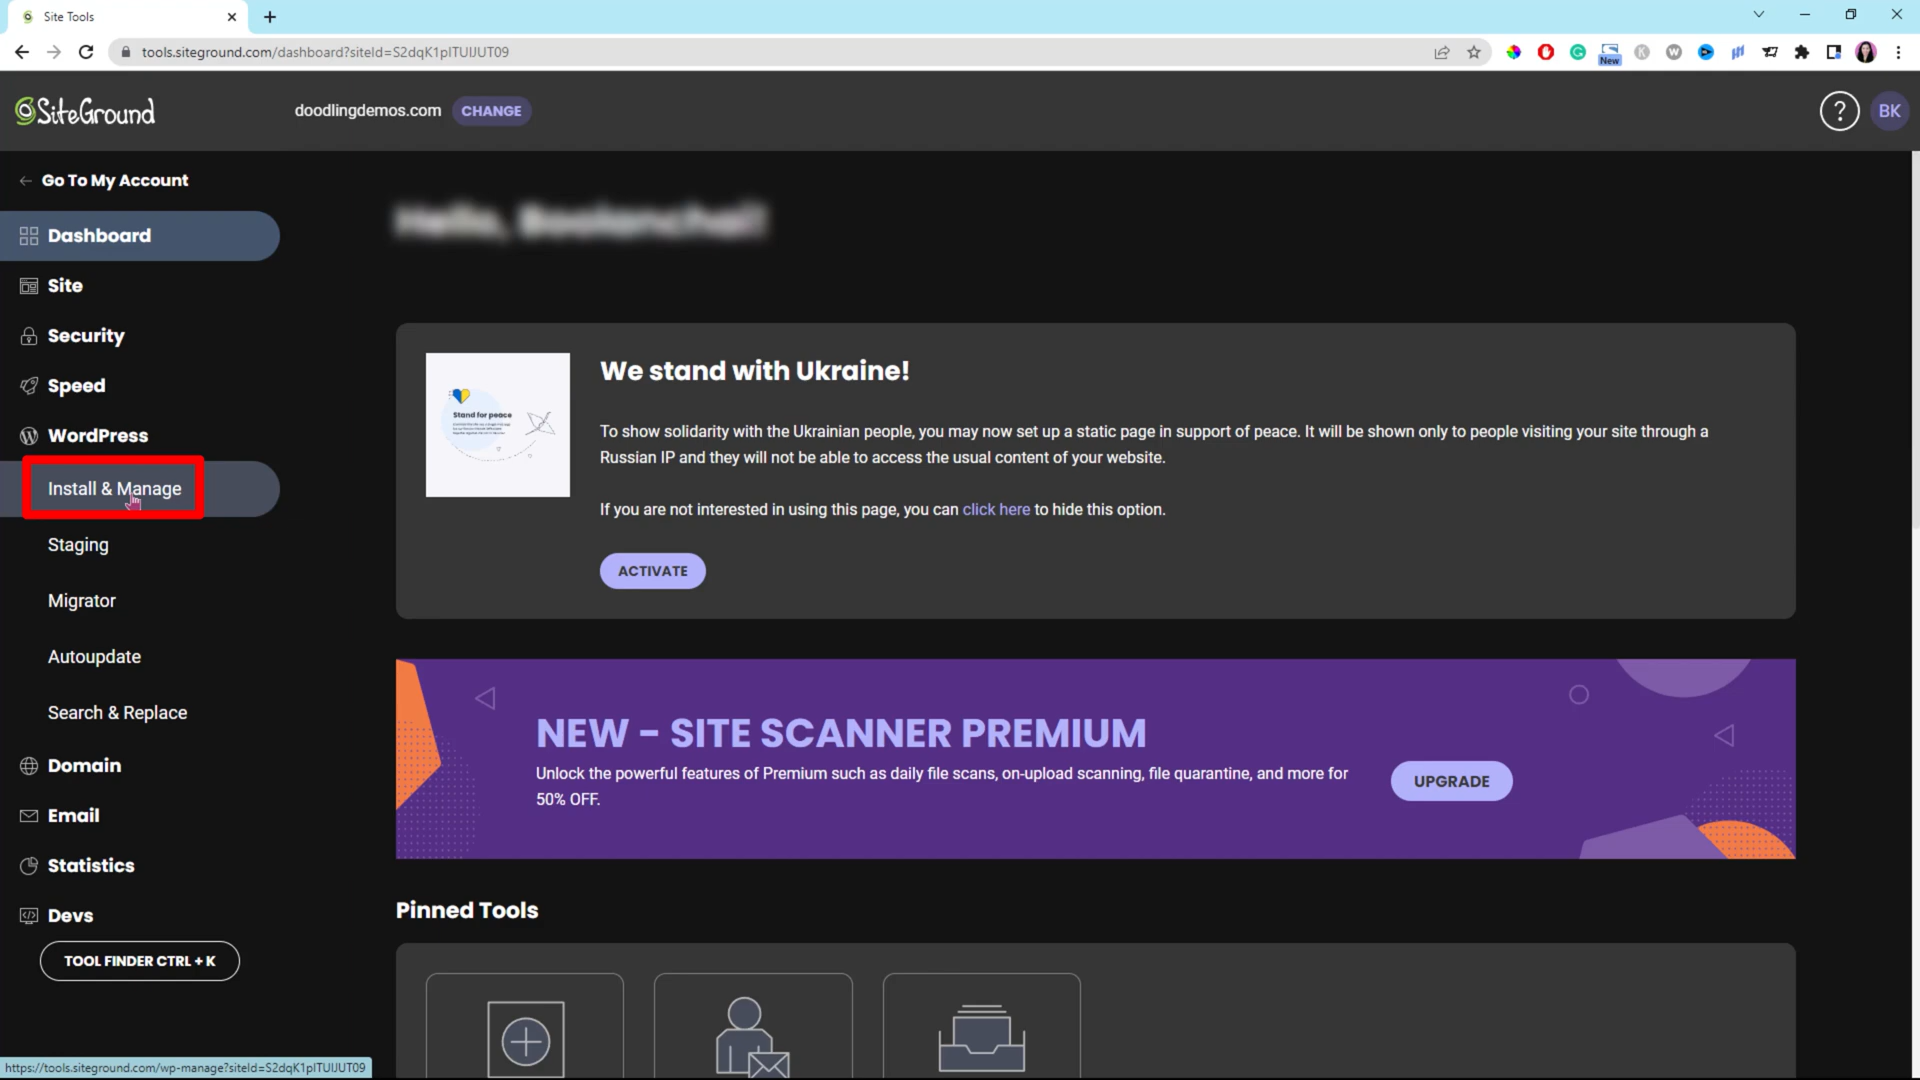 Site Tools
tools.siteground.com/dashboard?siteId=S2dqK1pITUlJUT09
New
SiteGround
doodlingdemos.com CHANGE
? BK
Go To My Account
Dashboard
Site
Security
Speed
WordPress
Install & Manage
Staging
Migrator
Autoupdate
Search & Replace
Domain
Email
Statistics
Devs
TOOL FINDER CTRL + K
Hello,
Stand for peace
We stand with Ukraine!
To show solidarity with the Ukrainian people, you may now set up a static page in support of peace. It will be shown only to people visiting your site through a
Russian IP and they will not be able to access the usual content of your website.
If you are not interested in using this page, you can click here to hide this option.
ACTIVATE
NEW - SITE SCANNER PREMIUM
Unlock the powerful features of Premium such as daily file scans, on-upload scanning, file quarantine, and more for
50% OFF.
UPGRADE
Pinned Tools
https://tools.siteground.com/wp-manage?siteId=S2dqK1pITUlJUT09